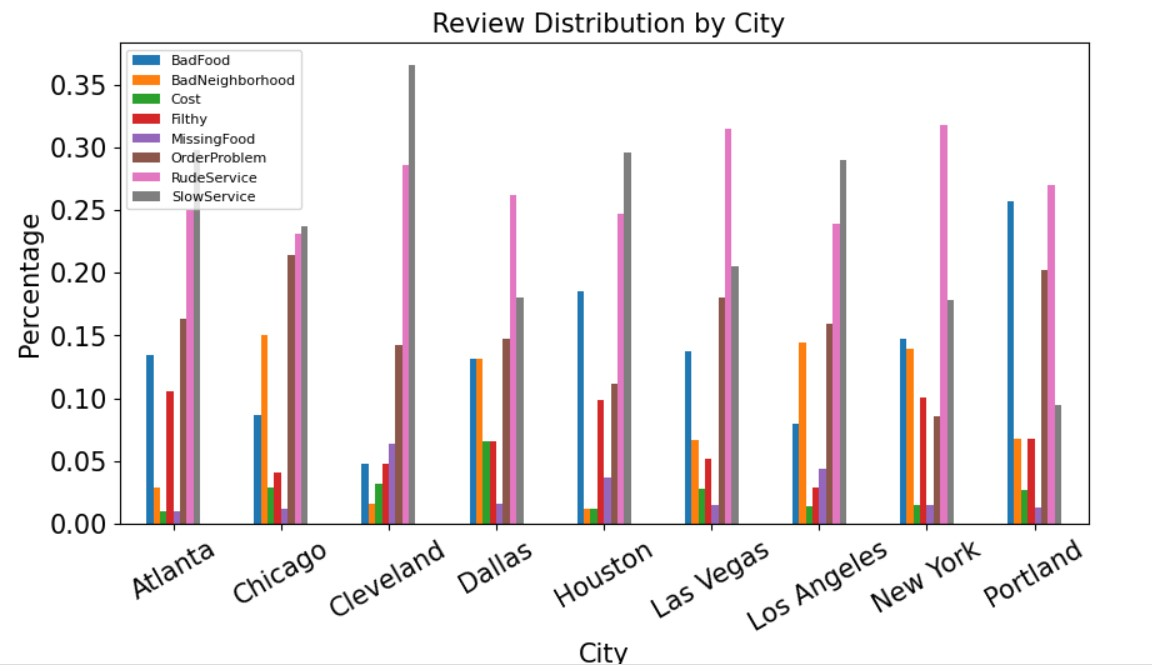 Review Distribution by City
BadFood
BadNeighborhood
Cost
Filthy
MissingFood
OrderProblem
RudeService
SlowService
Percentage
0.35
0.30
0.25
0.20
0.15
0.10
0.05
0.00
Atlanta
Chicago
Cleveland
Dallas
Houston
Las Vegas
Los Angeles
New York
Portland
City